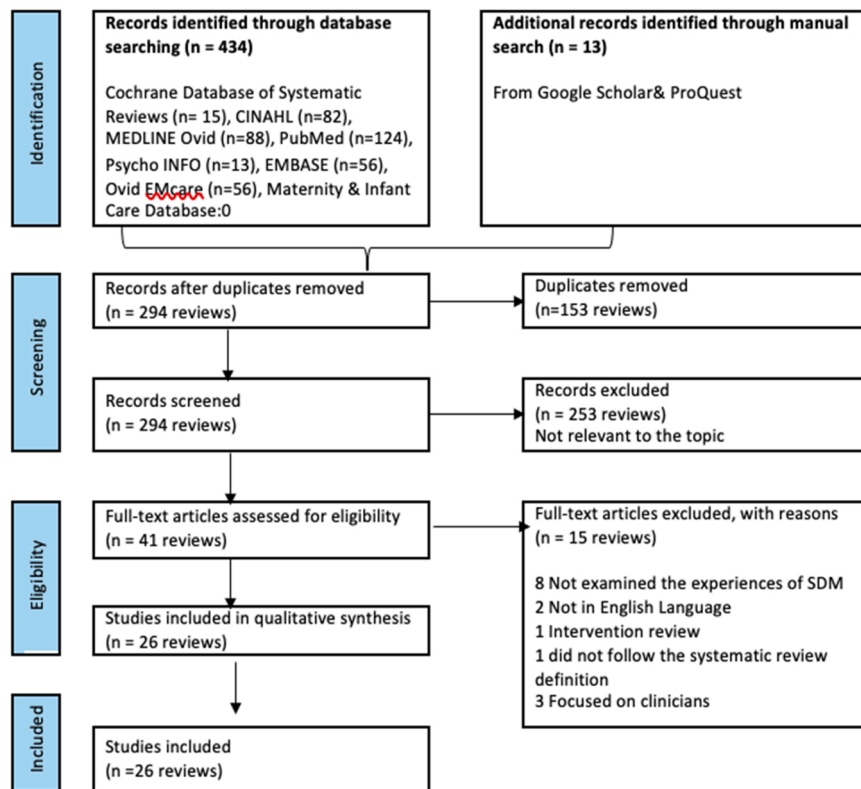 Identification
Records identified through database
searching (n = 434)
Cochrane Database of Systematic
Reviews (n= 15), CINAHL (n=82),
MEDLINE Ovid (n=88), PubMed (n=124),
Psycho INFO (n=13), EMBASE (n=56),
Ovid EMcare (n=56), Maternity & Infant
Care Database:0
Additional records identified through manual
search (n = 13)
From Google Scholar& ProQuest
Screening
Records after duplicates removed
(n = 294 reviews)
Duplicates removed
(n=153 reviews)
Records screened
(n = 294 reviews)
Records excluded
(n = 253 reviews)
Not relevant to the topic
Eligibility
Full-text articles assessed for eligibility
(n = 41 reviews)
Full-text articles excluded, with reasons
(n = 15 reviews)
8 Not examined the experiences of SDM
2 Not in English Language
1 Intervention review
1 did not follow the systematic review
definition
3 Focused on clinicians
Studies included in qualitative synthesis
(n = 26 reviews)
Included
Studies included
(n =26 reviews)